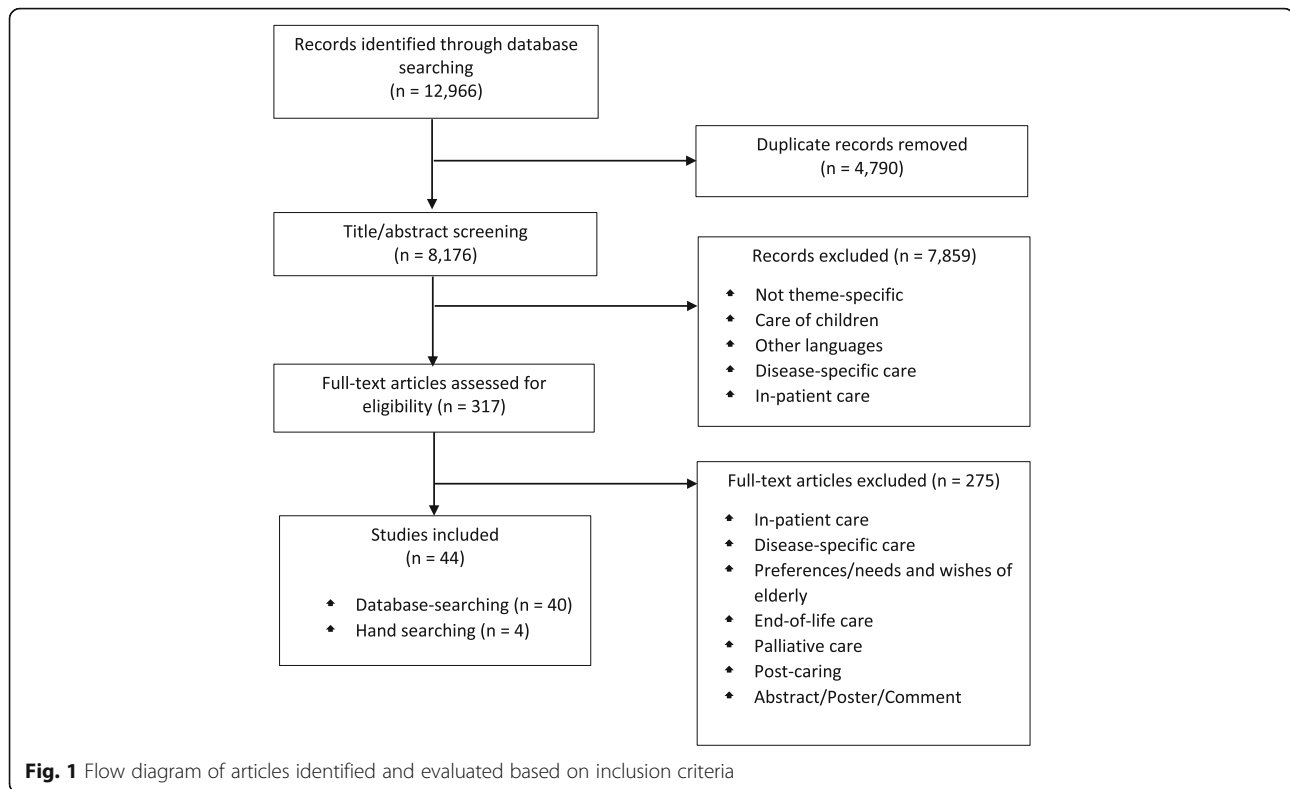 Records identified through database
searching
(n = 12,966)
Duplicate records removed
(n = 4,790)
Title/abstract screening
(n = 8,176)
Records excluded (n = 7,859)
Not theme-specific
Care of children
Other languages
Disease-specific care
In-patient care
Full-text articles assessed for
eligibility (n = 317)
Full-text articles excluded (n = 275)
In-patient care
Disease-specific care
Preferences/needs and wishes of
elderly
End-of-life care
Palliative care
Post-caring
Abstract/Poster/Comment
Studies included
(n = 44)
Database-searching (n = 40)
Hand searching (n = 4)
Fig. 1 Flow diagram of articles identified and evaluated based on inclusion criteria